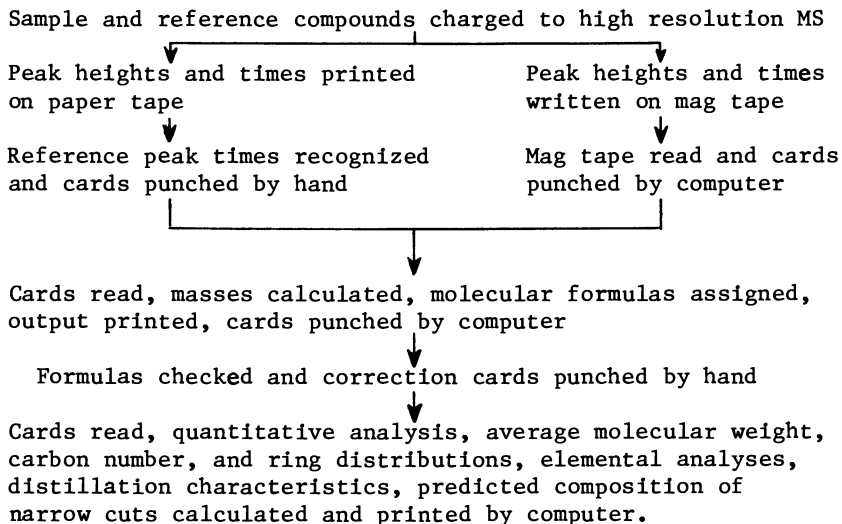 Sample and reference compounds charged to high resolution MS
Peak heights and times printed
on paper tape
Peak heights and times
written on mag tape
Reference peak times recognized
and cards punched by hand
Mag tape read and cards
punched by computer
Cards read, masses calculated, molecular formulas assigned,
output printed, cards punched by computer
Formulas checked and correction cards punched by hand
Cards read, quantitative analysis, average molecular weight,
carbon number, and ring distributions, elemental analyses,
distillation characteristics, predicted composition of
narrow cuts calculated and printed by computer.